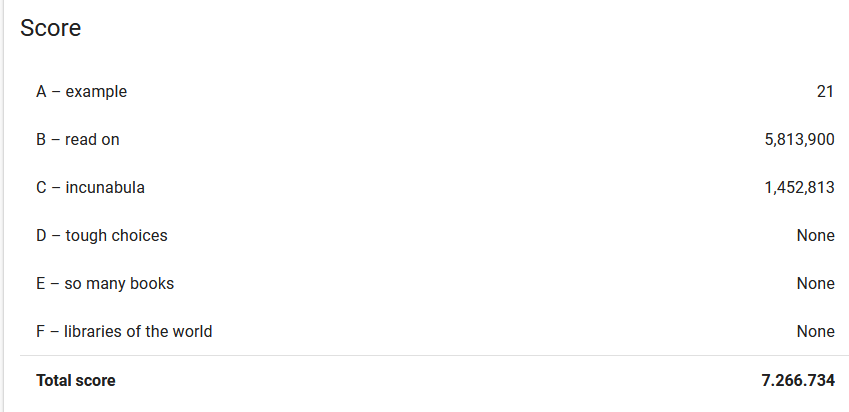 Score
A – example 21
B – read on 5,813,900
C – incunabula 1,452,813
D – tough choices None
E – so many books None
F – libraries of the world None
Total score 7.266.734